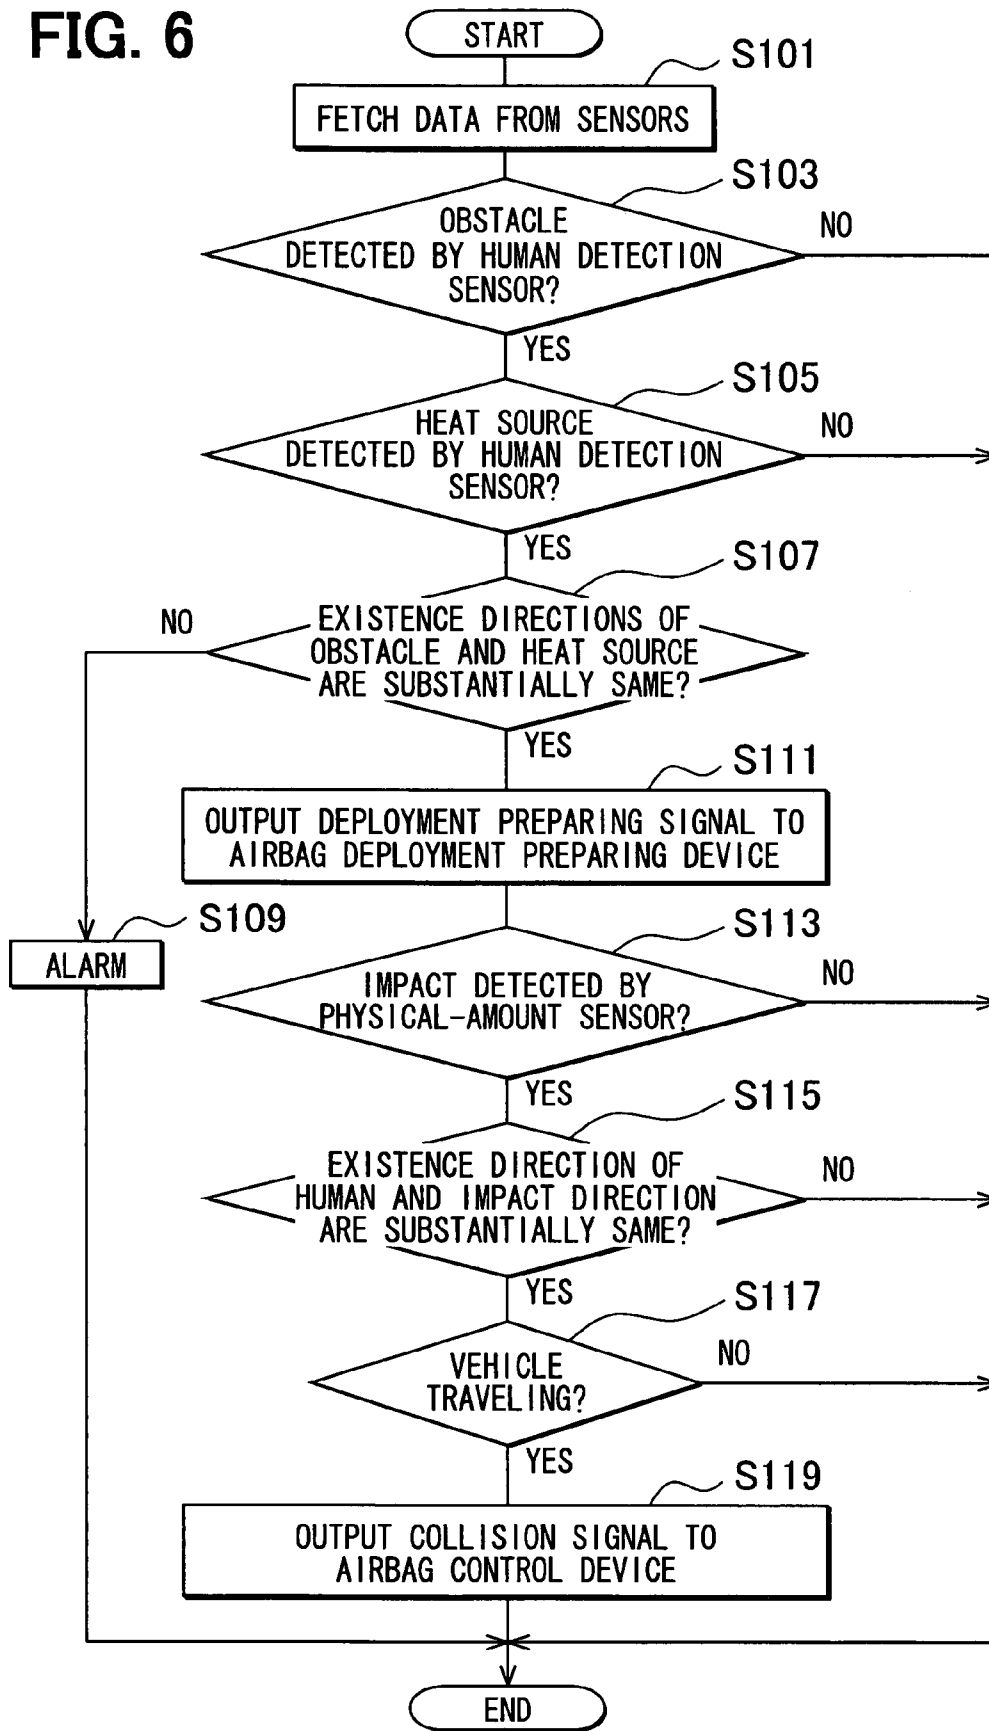 FIG. 6
START
S101
FETCH DATA FROM SENSORS
S103
OBSTACLE
DETECTED BY HUMAN DETECTION
SENSOR?
NO
YES
S105
HEAT SOURCE
DETECTED BY HUMAN DETECTION
SENSOR?
NO
YES
S107
EXISTENCE DIRECTIONS OF
OBSTACLE AND HEAT SOURCE
ARE SUBSTANTIALLY SAME?
NO
YES
S111
OUTPUT DEPLOYMENT PREPARING SIGNAL TO
AIRBAG DEPLOYMENT PREPARING DEVICE
S109
ALARM
S113
IMPACT DETECTED BY
PHYSICAL-AMOUNT SENSOR?
NO
YES
S115
EXISTENCE DIRECTION OF
HUMAN AND IMPACT DIRECTION
ARE SUBSTANTIALLY SAME?
NO
YES
S117
VEHICLE
TRAVELING?
NO
YES
S119
OUTPUT COLLISION SIGNAL TO
AIRBAG CONTROL DEVICE
END